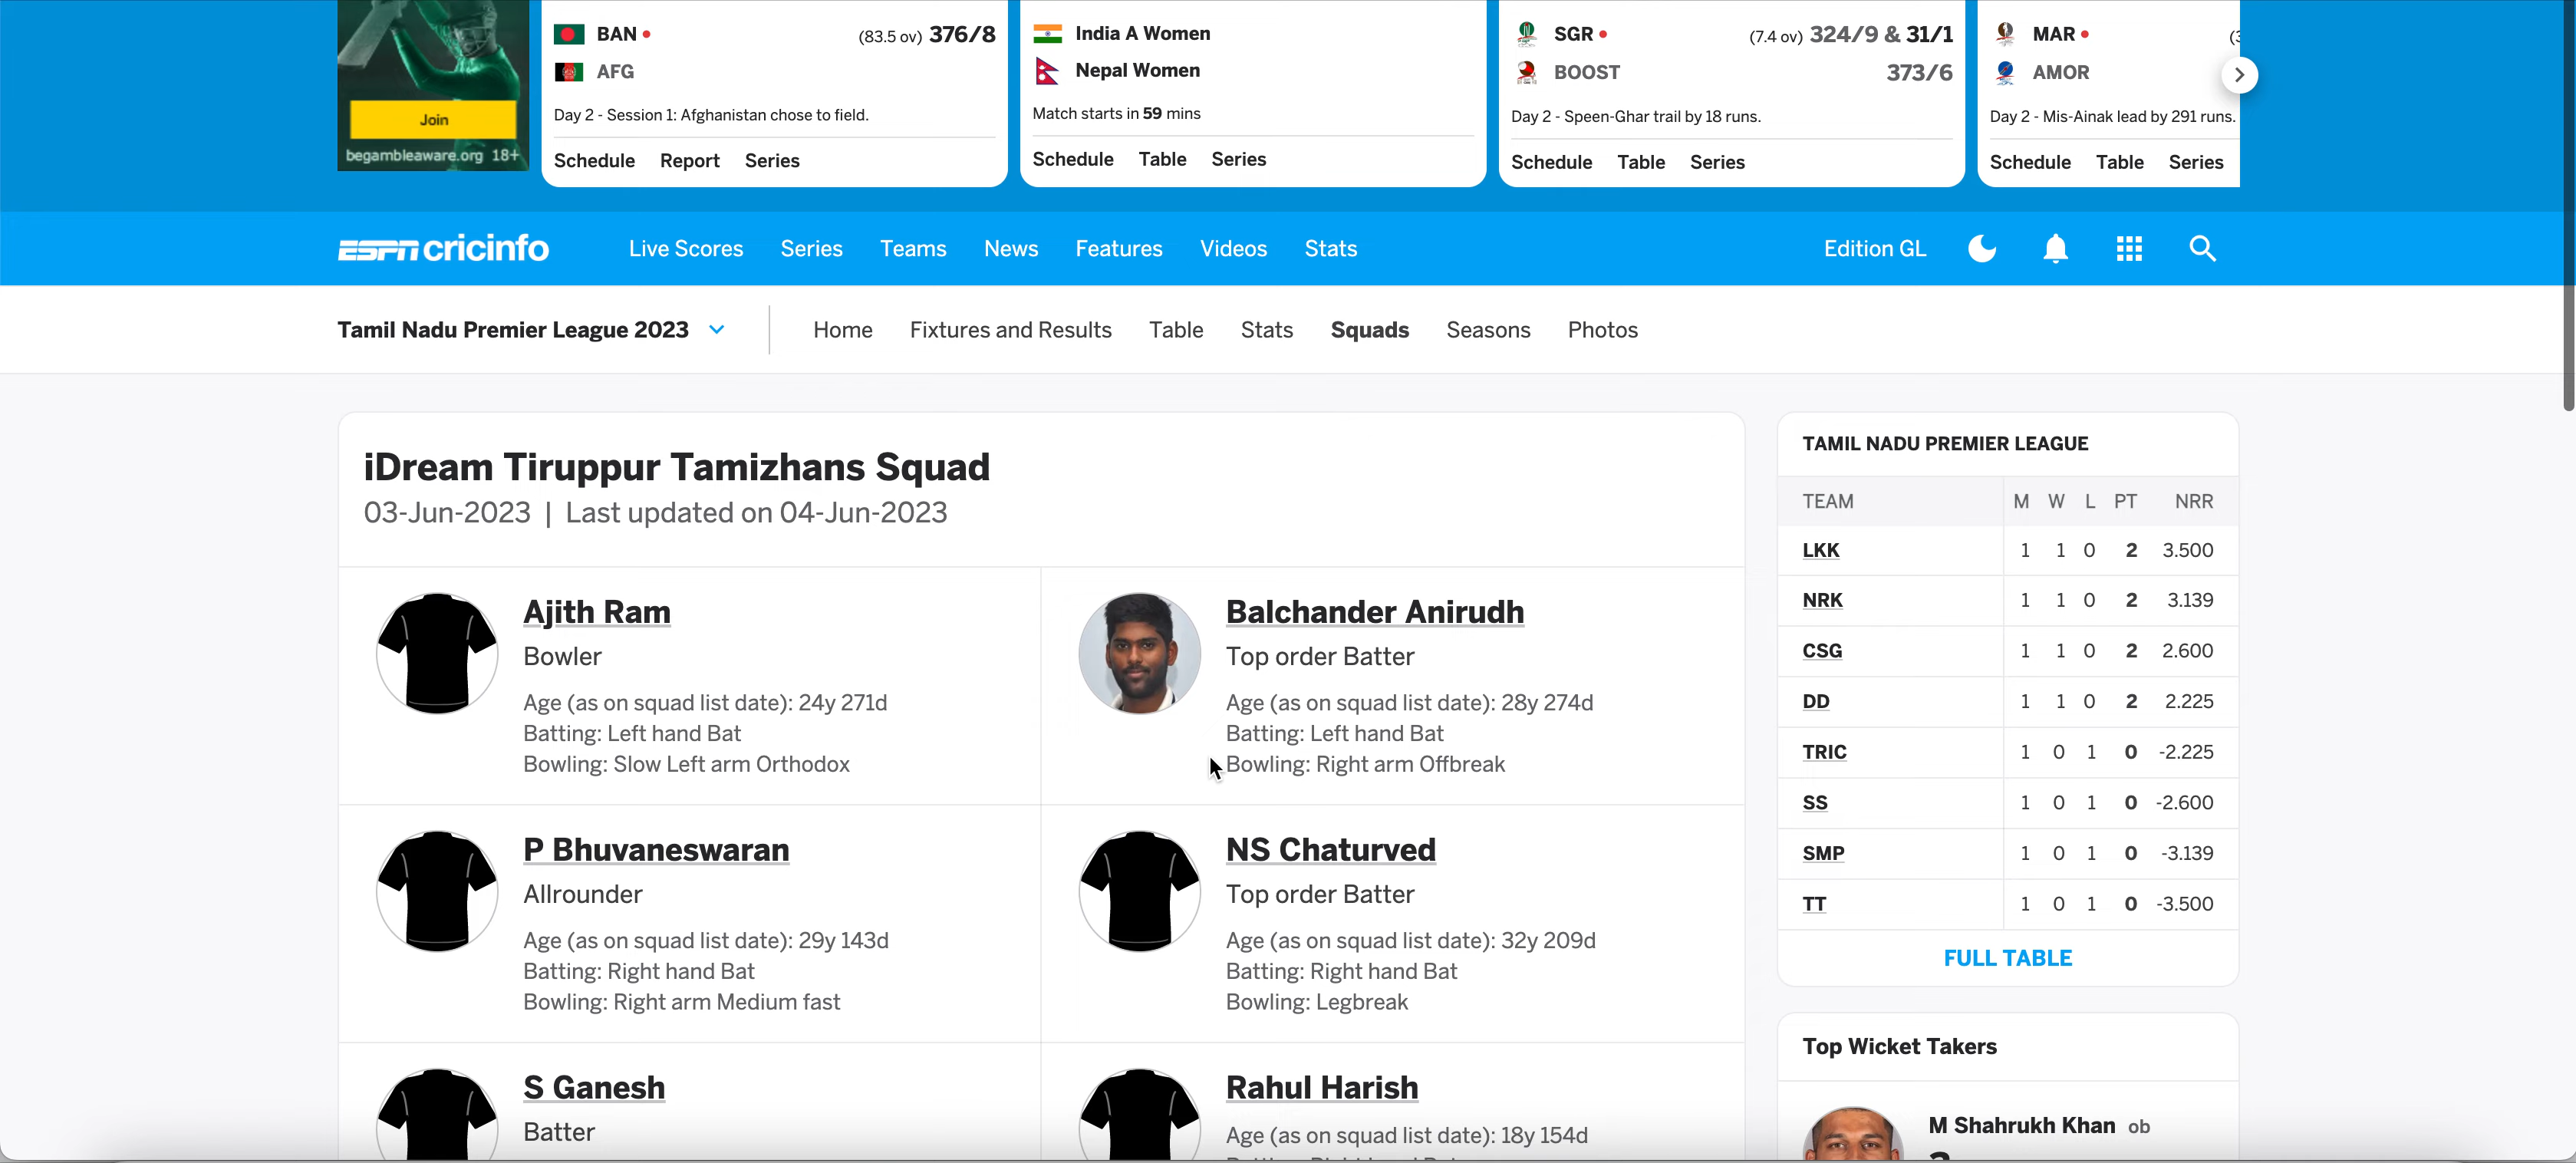 BAN (83.5 ov) 376/8
AFG
Day 2 - Session 1: Afghanistan chose to field.
Schedule Report Series
India A Women
Nepal Women
Match starts in 59 mins
Schedule Table Series
SGR (7.4 ov) 324/9 & 31/1
BOOST 373/6
Day 2 - Speen-Ghar trail by 18 runs.
Schedule Table Series
MAR
AMOR
Day 2 - Mis-Ainak lead by 291 runs.
Schedule Table Series
Join
begambleaware.org 18+
ESPN cricinfo Live Scores Series Teams News Features Videos Stats Edition GL
Tamil Nadu Premier League 2023 Home Fixtures and Results Table Stats Squads Seasons Photos
iDream Tiruppur Tamizhans Squad
03-Jun-2023 | Last updated on 04-Jun-2023
Ajith Ram
Bowler
Age (as on squad list date): 24y 271d
Batting: Left hand Bat
Bowling: Slow Left arm Orthodox
Balchander Anirudh
Top order Batter
Age (as on squad list date): 28y 274d
Batting: Left hand Bat
Bowling: Right arm Offbreak
P Bhuvaneswaran
Allrounder
Age (as on squad list date): 29y 143d
Batting: Right hand Bat
Bowling: Right arm Medium fast
NS Chaturved
Top order Batter
Age (as on squad list date): 32y 209d
Batting: Right hand Bat
Bowling: Legbreak
S Ganesh
Batter
Rahul Harish
Age (as on squad list date): 18y 154d
TAMIL NADU PREMIER LEAGUE
TEAM M W L PT NRR
LKK 1 1 0 2 3.500
NRK 1 1 0 2 3.139
CSG 1 1 0 2 2.600
DD 1 1 0 2 2.225
TRIC 1 0 1 0 -2.225
SS 1 0 1 0 -2.600
SMP 1 0 1 0 -3.139
TT 1 0 1 0 -3.500
FULL TABLE
Top Wicket Takers
M Shahrukh Khan ob